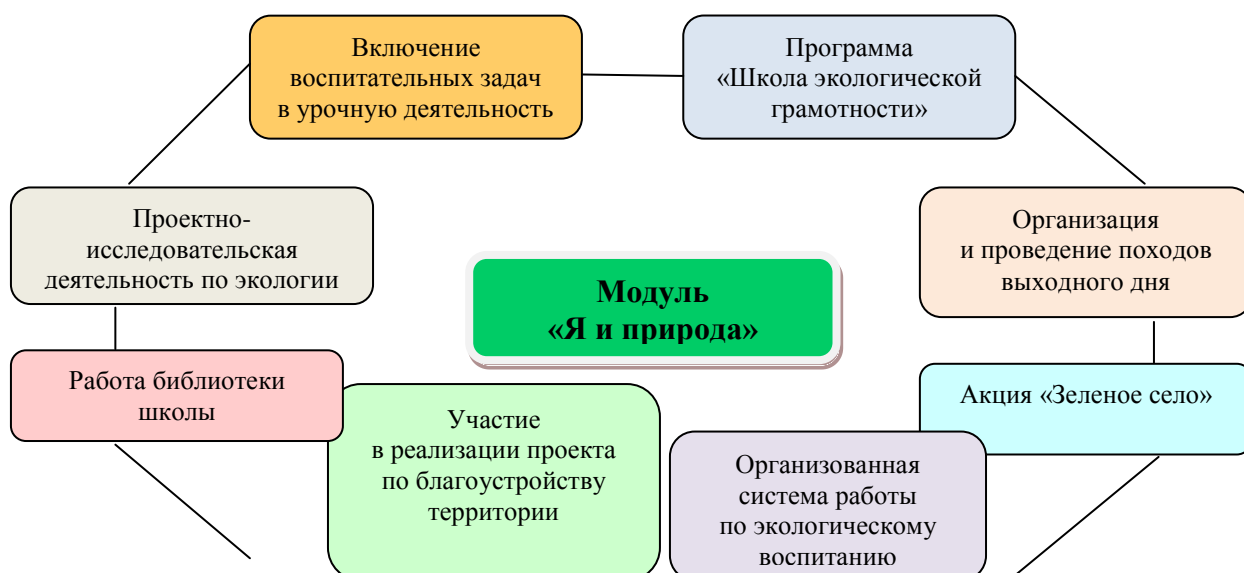 Включение
воспитательных задач
в урочную деятельность
Программа
«Школа экологической
грамотности»
Проектно-
исследовательская
деятельность по экологии
Организация
и проведение походов
выходного дня
Модуль
«Я и природа»
Работа библиотеки
школы
Акция «Зеленое село»
Участие
в реализации проекта
по благоустройству
территории
Организованная
система работы
по экологическому
воспитанию